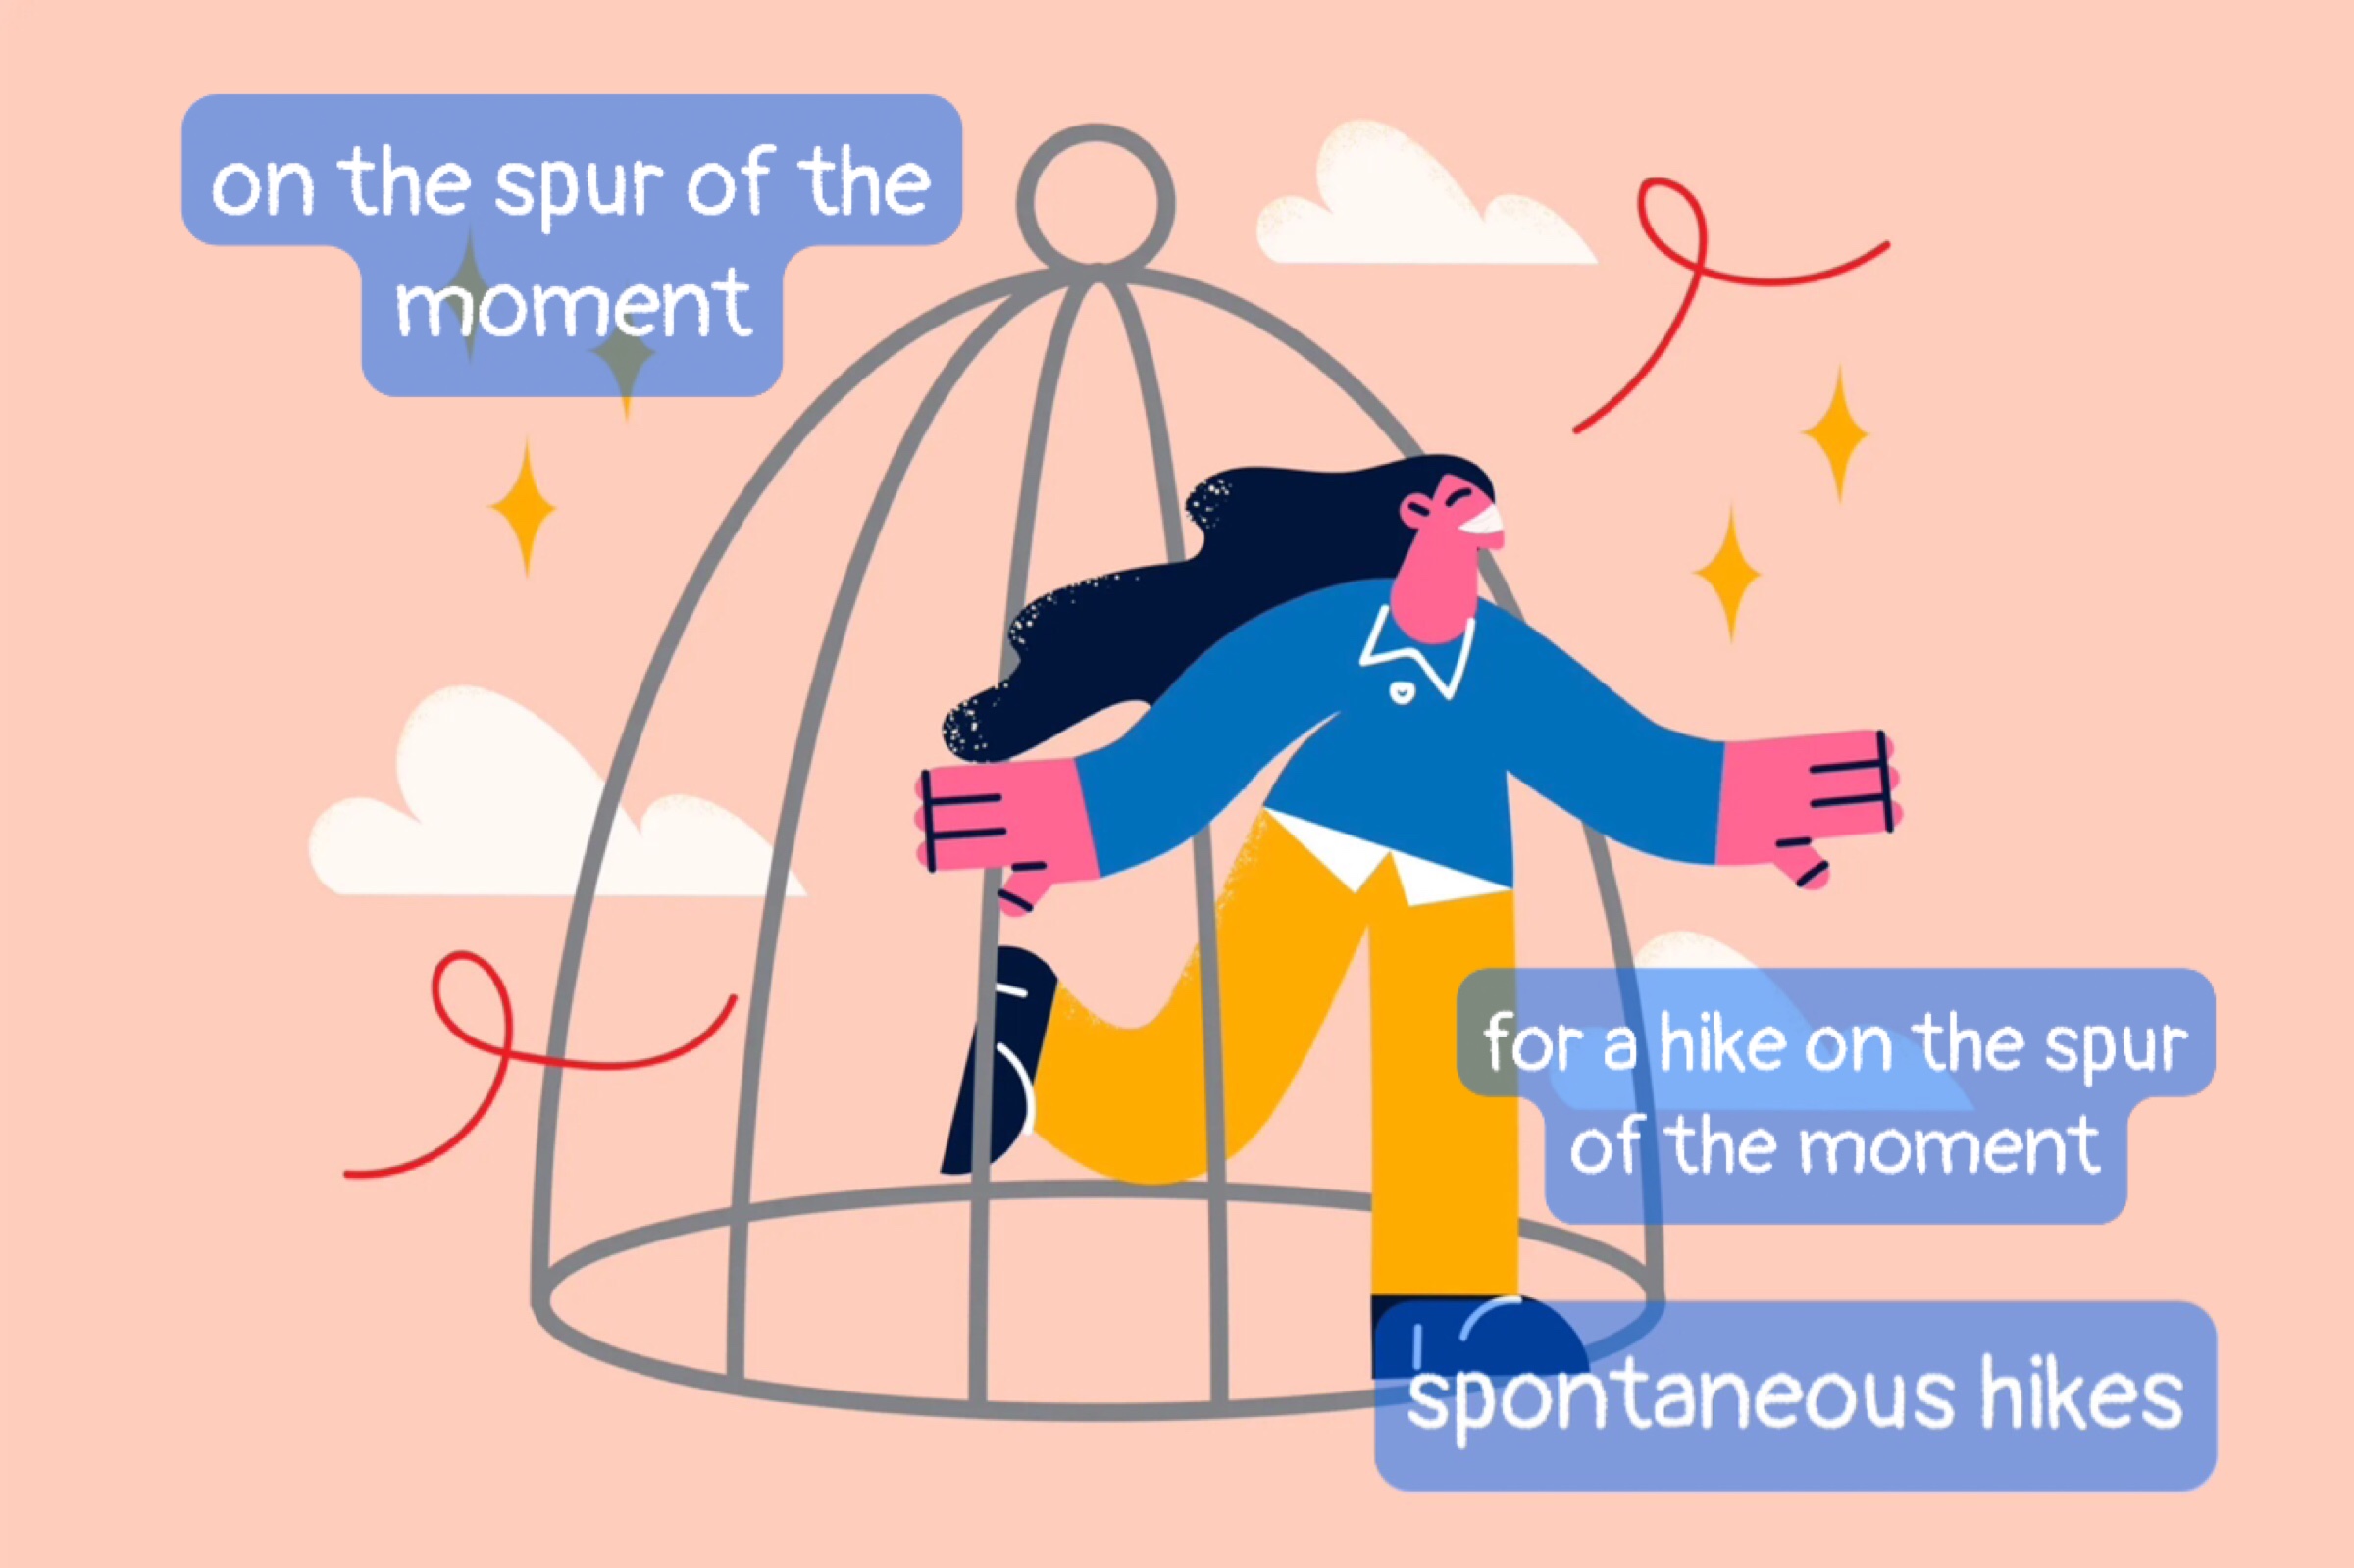 on the spur of the
moment
for a hike on the spur
of the moment
spontaneous hikes